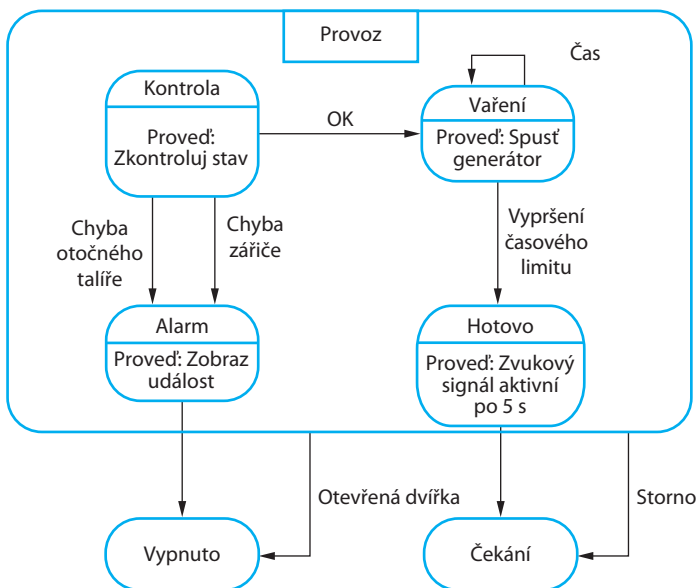 Provoz
Čas
Kontrola
Vaření
OK
Proveď:
Zkontroluj stav
Proveď: Spusť
generátor
Chyba
otočného
talíře
Chyba
zářiče
Vypršení
časového
limitu
Alarm
Hotovo
Proveď: Zobraz
událost
Proveď: Zvukový
signál aktivní
po 5 s
Otevřená dvířka
Storno
Vypnuto
Čekání